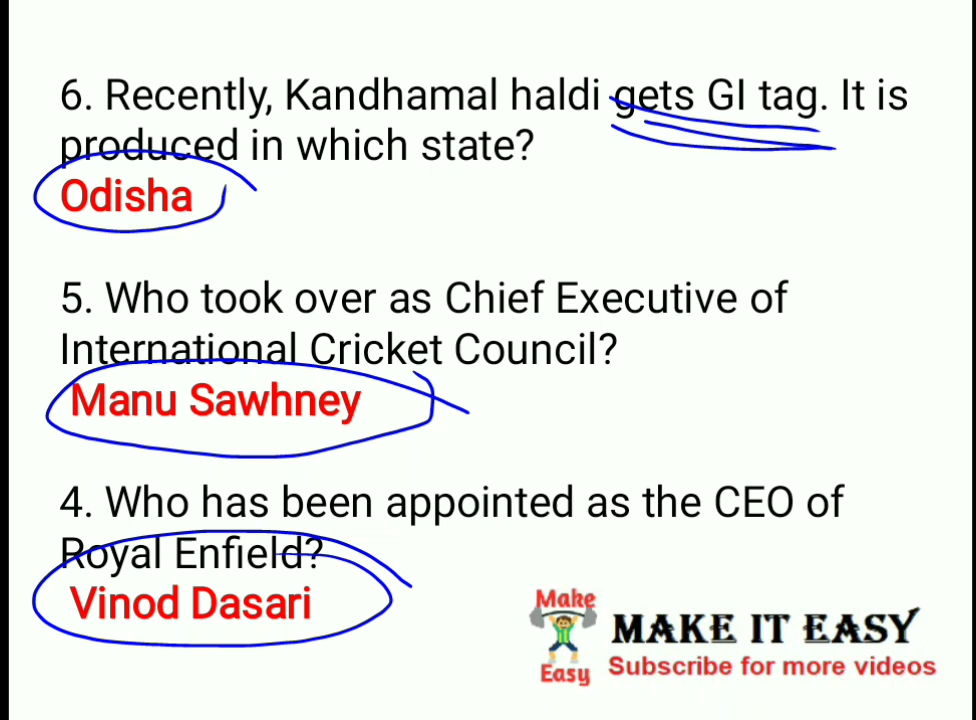 6. Recently, Kandhamal haldi gets GI tag. It is
produced in which state?
Odisha
5. Who took over as Chief Executive of
International Cricket Council?
Manu Sawhney
4. Who has been appointed as the CEO of
Royal Enfield?
Vinod Dasari
Make
Easy
MAKE IT EASY
Subscribe for more videos